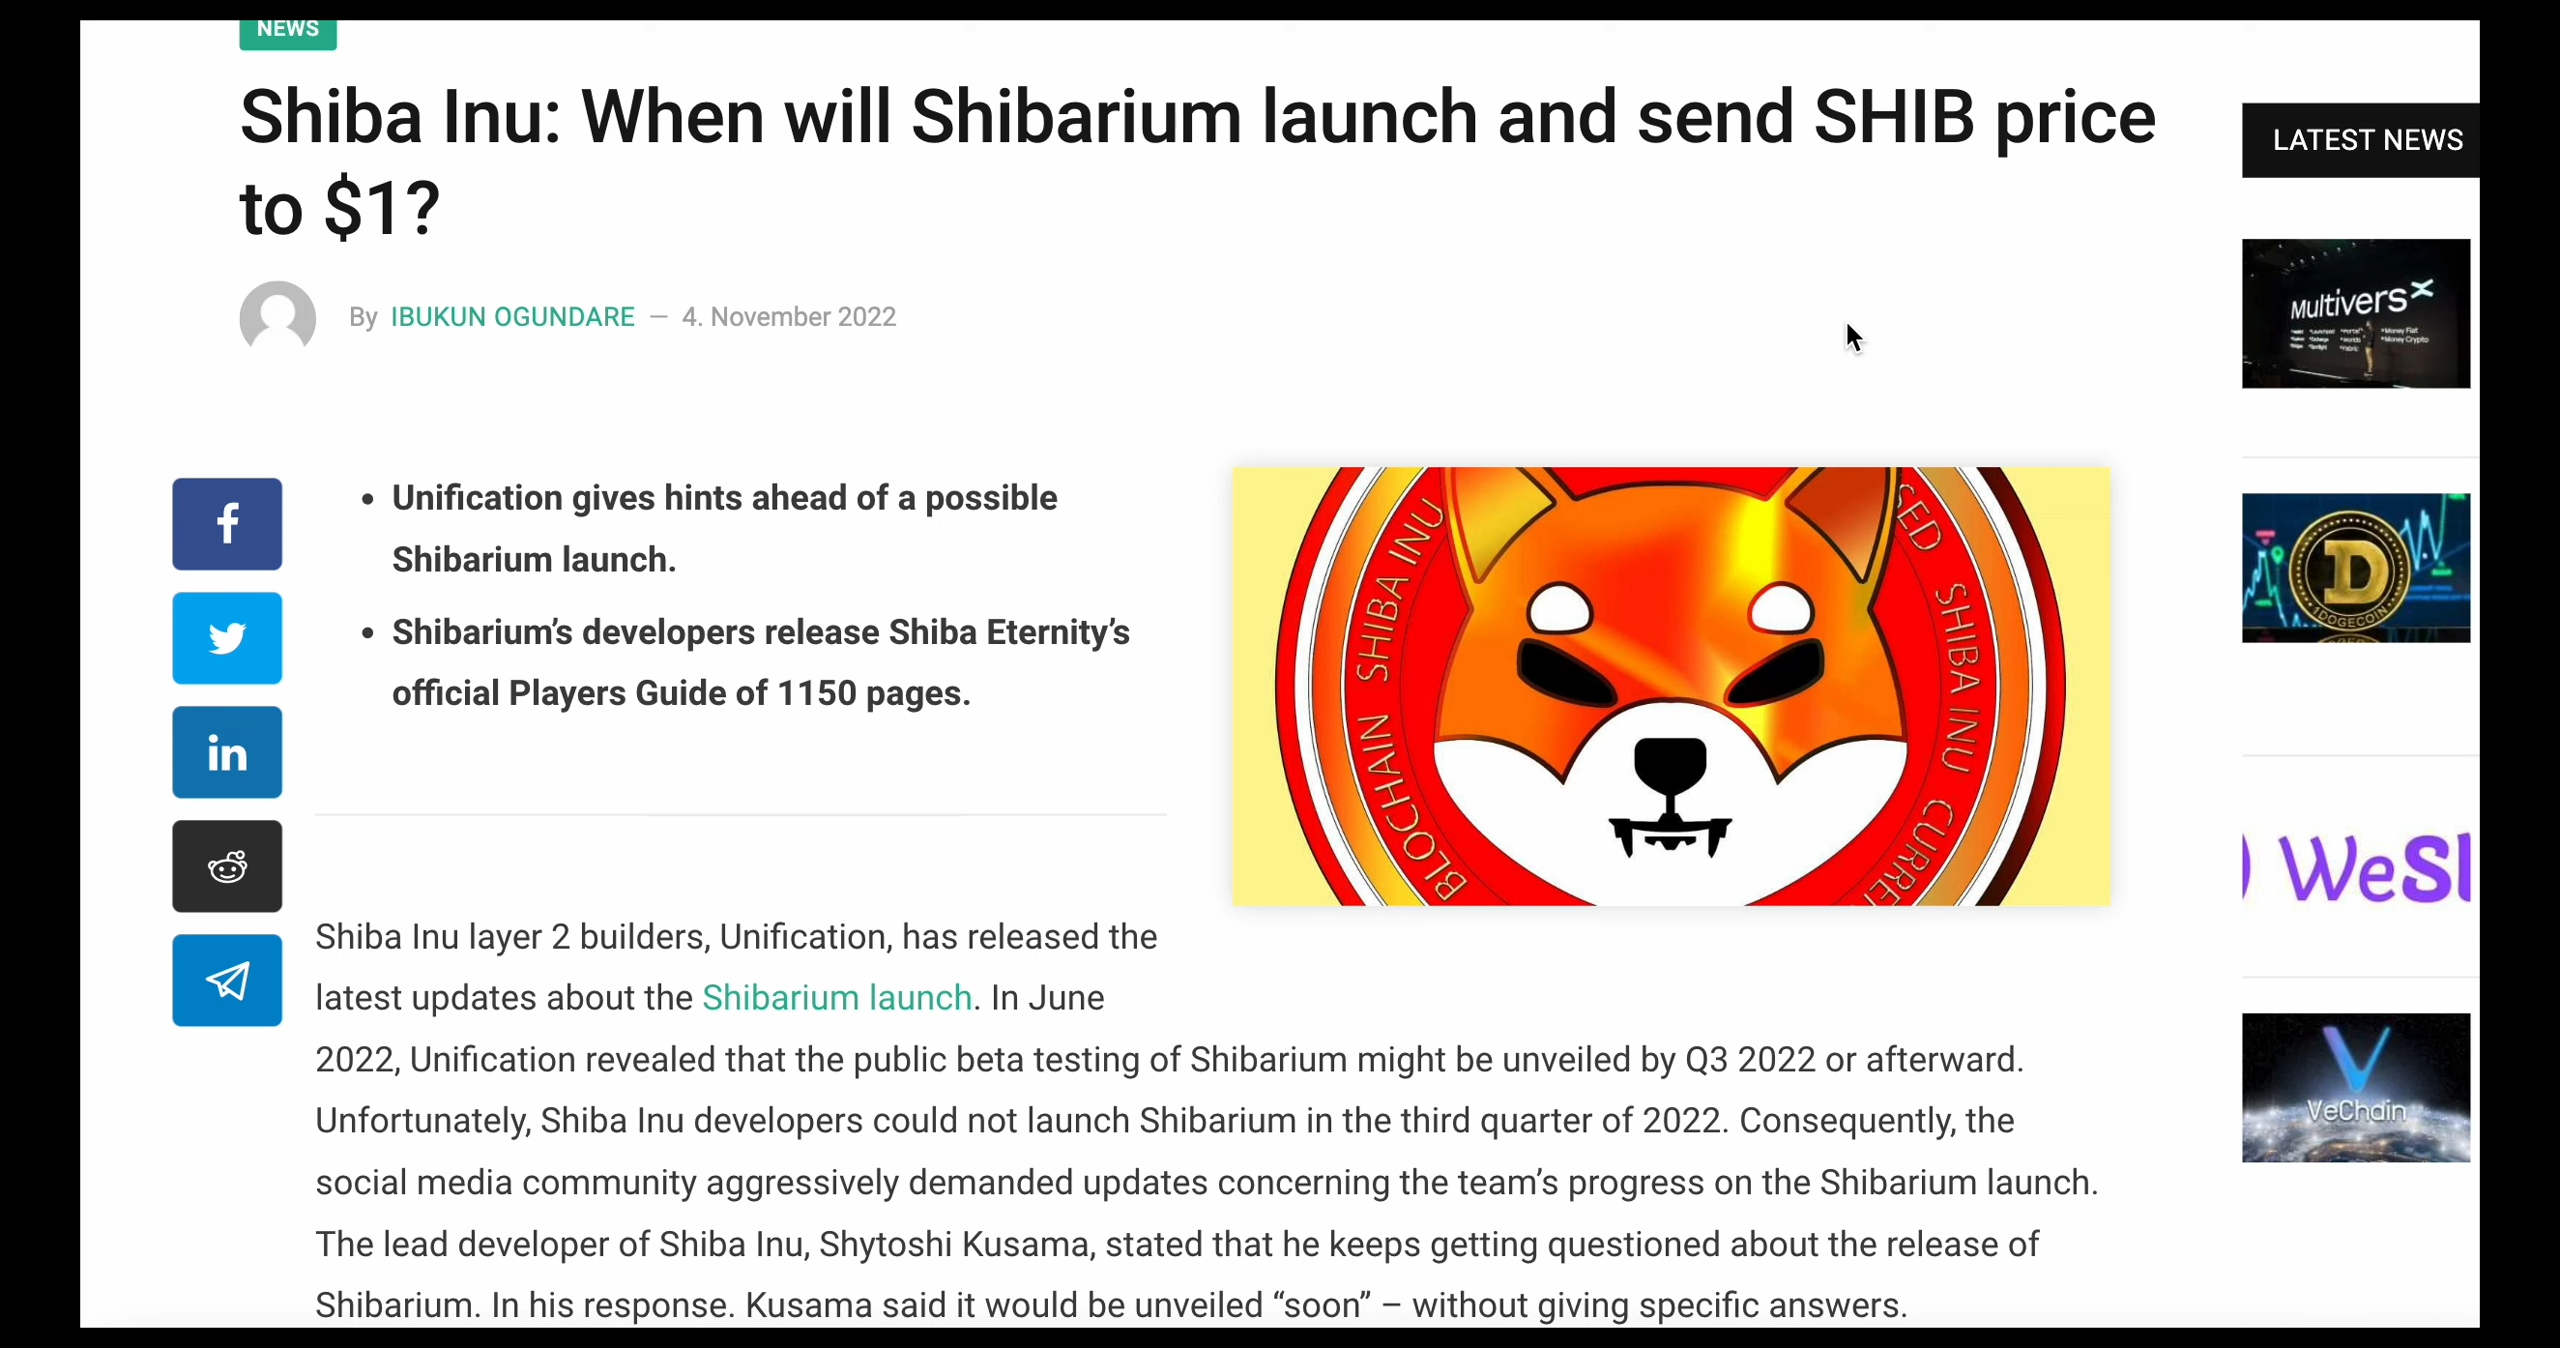 NEWS
Shiba Inu: When will Shibarium launch and send SHIB price
to $1?
By IBUKUN OGUNDARE — 4. November 2022
LATEST NEWS
Multivers
• Unification gives hints ahead of a possible
Shibarium launch.
• Shibarium’s developers release Shiba Eternity’s
official Players Guide of 1150 pages.
BLOCHAIN SHIBA INU
SED SHIBA INU CURRE
DOGECOIN
WeS
VeChain
Shiba Inu layer 2 builders, Unification, has released the
latest updates about the Shibarium launch. In June
2022, Unification revealed that the public beta testing of Shibarium might be unveiled by Q3 2022 or afterward.
Unfortunately, Shiba Inu developers could not launch Shibarium in the third quarter of 2022. Consequently, the
social media community aggressively demanded updates concerning the team’s progress on the Shibarium launch.
The lead developer of Shiba Inu, Shytoshi Kusama, stated that he keeps getting questioned about the release of
Shibarium. In his response. Kusama said it would be unveiled “soon” – without giving specific answers.